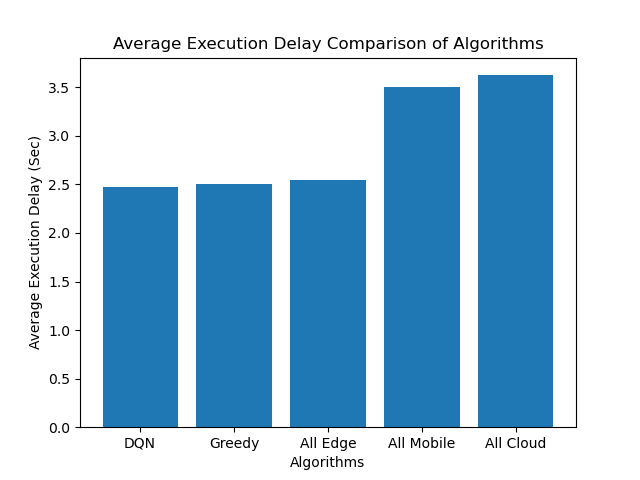 Average Execution Delay Comparison of Algorithms
Average Execution Delay (Sec)
3.5
3.0
2.5
2.0
1.5
1.0
0.5
0.0
DQN Greedy All Edge All Mobile All Cloud
Algorithms